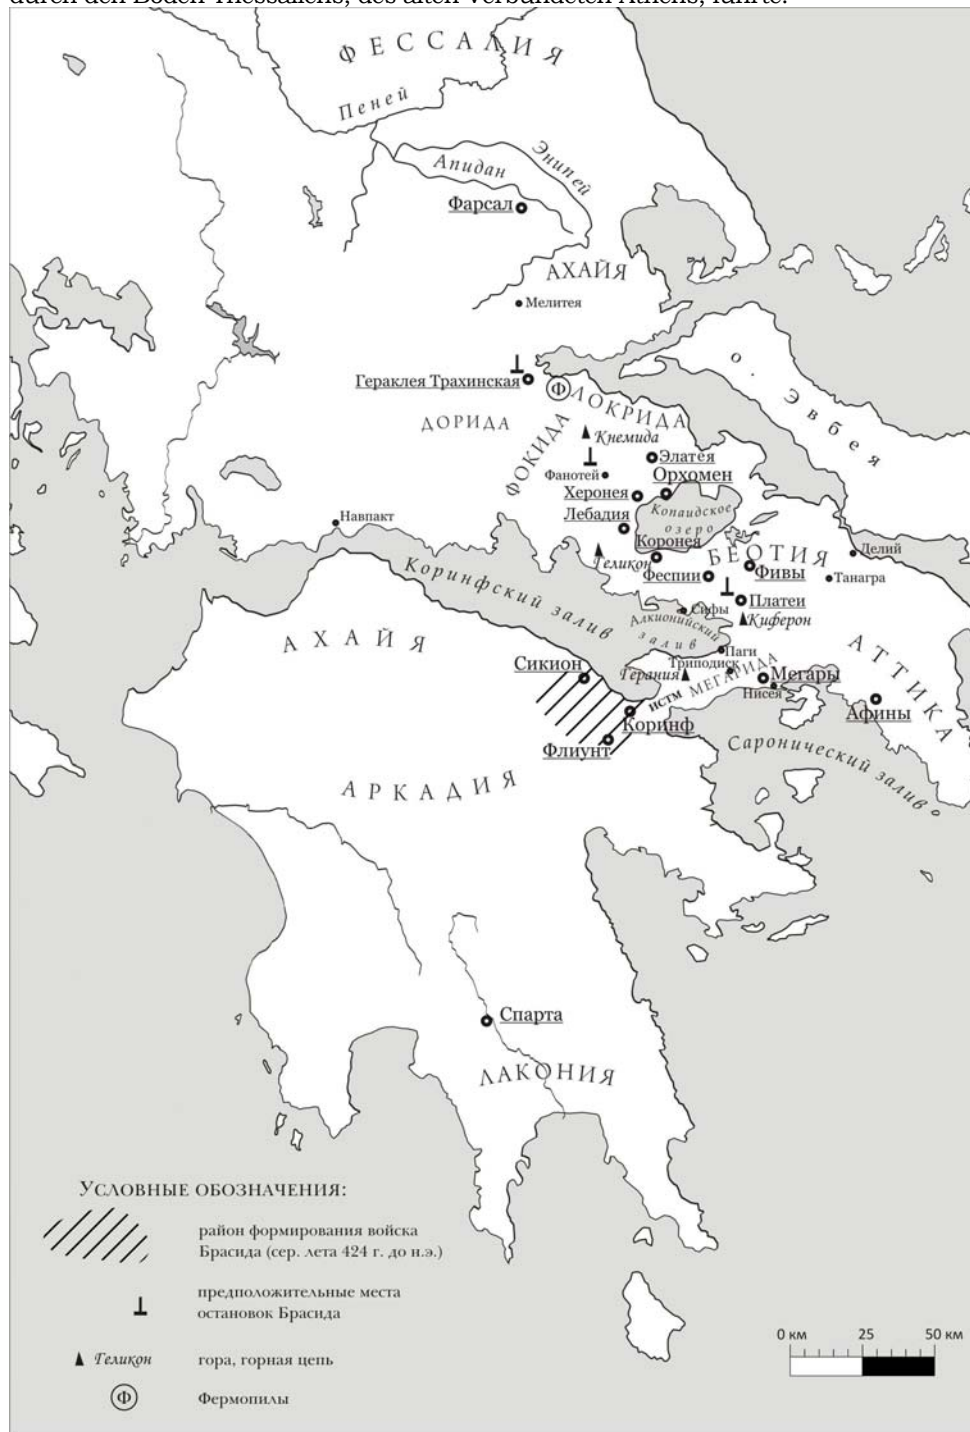 durch den Boden Thessaliens, des alten Verbündeten Athens, führte.
ФЕССАЛИЯ
Пеней
Энипей
Апидан
Фарсал
АХАЙЯ
Мелитея
Гераклея Трахинская
Ф
ЛОКРИДА
о. Эвбея
ДОРИДА
ФОКИДА
Кнемида
Элатея
Фанотей
Орхомен
Херонея
Копаидское
озеро
Лебадия
Навпакт
Коронея
БЕОТИЯ
Делий
Геликон
Феспии
Фивы
Танагра
Коринфский залив
Платеи
Сифы
Киферон
Алкионийский
залив
АХАЙЯ
АТТИКА
Паги
Сикион
Триподиск
Герания
МЕГАРИДА
Мегары
Нисея
ИСТМ
Афины
Коринф
Флиунт
Саронический залив
АРКАДИЯ
Спарта
ЛАКОНИЯ
Условные обозначения:
район формирования войска
Брасида (сер. лета 424 г. до н.э.)
предположительные места
остановок Брасида
Геликон
гора, горная цепь
Ф
Фермопилы
0 км 25 50 км